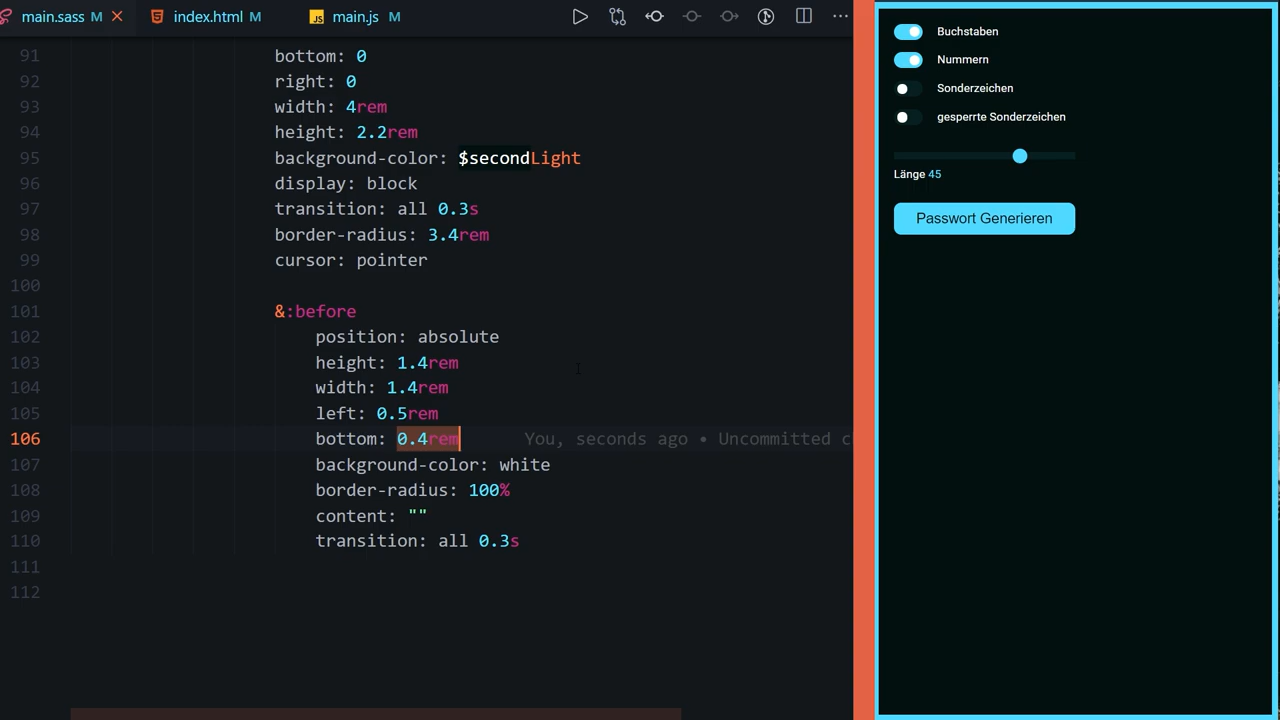 main.sass M
index.html M
JS main.js M
91 bottom: 0
92 right: 0
93 width: 4rem
94 height: 2.2rem
95 background-color: $secondLight
96 display: block
97 transition: all 0.3s
98 border-radius: 3.4rem
99 cursor: pointer
100
101 &:before
102 position: absolute
103 height: 1.4rem
104 width: 1.4rem
105 left: 0.5rem
106 bottom: 0.4rem You, seconds ago • Uncommitted c
107 background-color: white
108 border-radius: 100%
109 content: ""
110 transition: all 0.3s
111
112
Buchstaben
Nummern
Sonderzeichen
gesperrte Sonderzeichen
Länge 45
Passwort Generieren